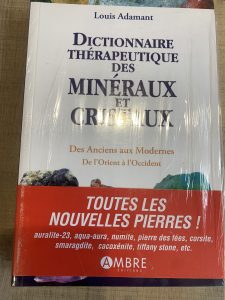 Louis Adamant
DICTIONNAIRE
THÉRAPEUTIQUE
DES
MINÉRAUX
ET
CRISTAUX
Des Anciens aux Modernes
De l'Orient à l'Occident
TOUTES LES
NOUVELLES PIERRES !
auralite-23, aqua-aura, numite, pierre des fées, corsite,
smaragdite, cacoxénite, tiffany stone, etc.
AMBRE
EDITIONS